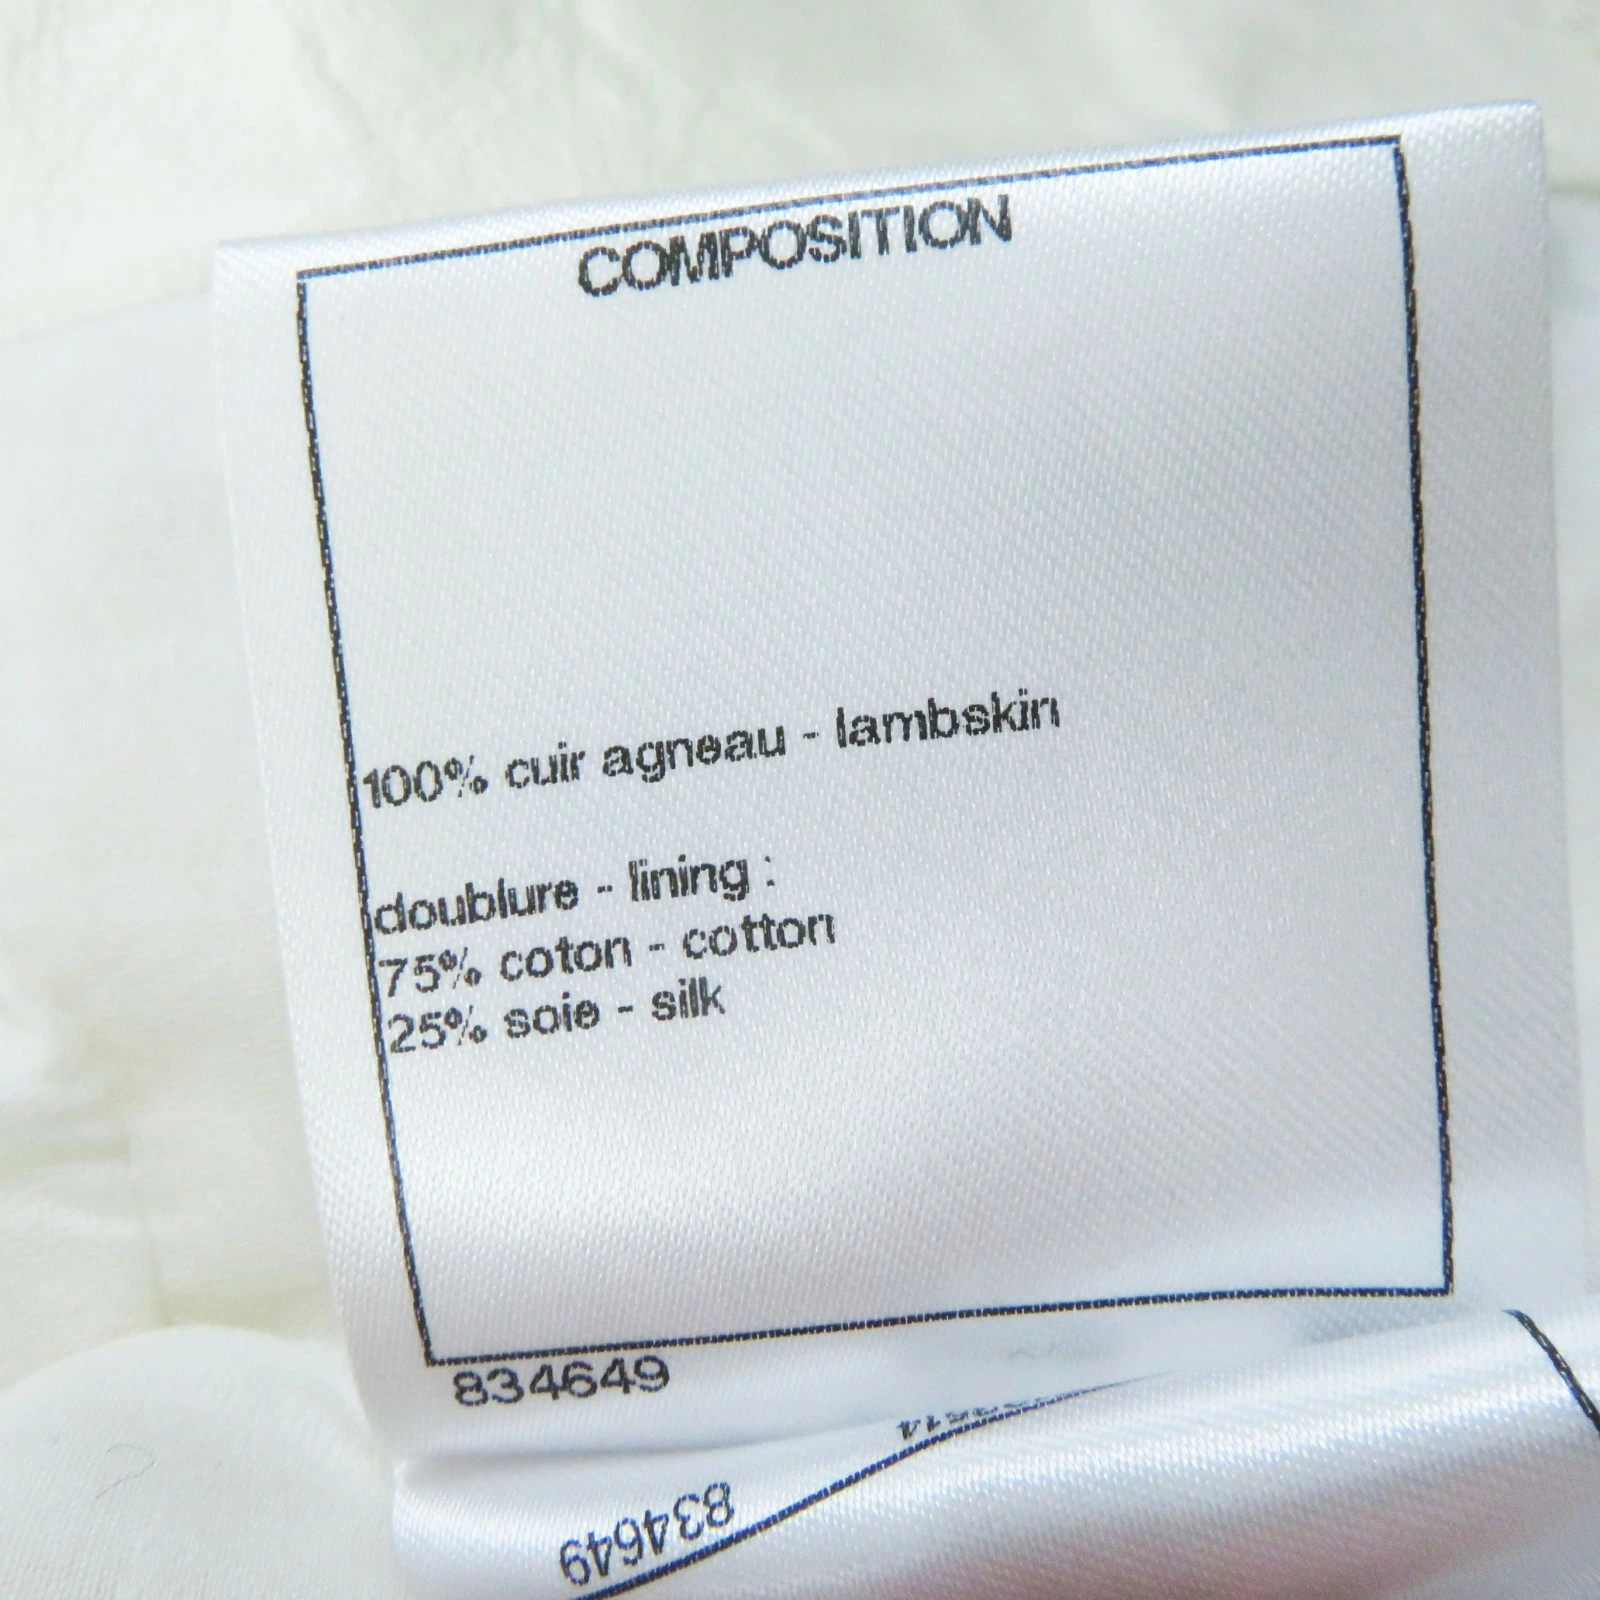 COMPOSITION
100% cuir agneau - lambskin
doublure - lining :
75% coton - cotton
25% soie - silk
834649
834649